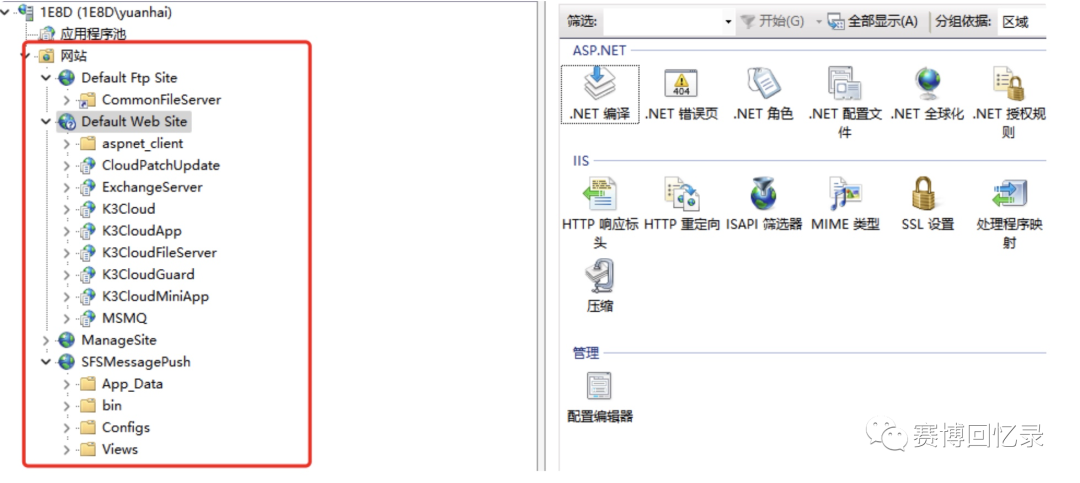 1E8D (1E8D\yuanhai)
应用程序池
网站
Default Ftp Site
CommonFileServer
Default Web Site
aspnet_client
CloudPatchUpdate
ExchangeServer
K3Cloud
K3CloudApp
K3CloudFileServer
K3CloudGuard
K3CloudMiniApp
MSMQ
ManageSite
SFSMessagePush
App_Data
bin
Configs
Views
筛选: 开始(G) 全部显示(A) 分组依据: 区域
ASP.NET
.NET 编译 .NET 错误页 .NET 角色 .NET 配置文 .NET 全球化 .NET 授权规
件 则
IIS
HTTP 响应标 HTTP 重定向 ISAPI 筛选器 MIME 类型 SSL 设置 处理程序映
头 射
压缩
管理
配置编辑器
赛博回忆录